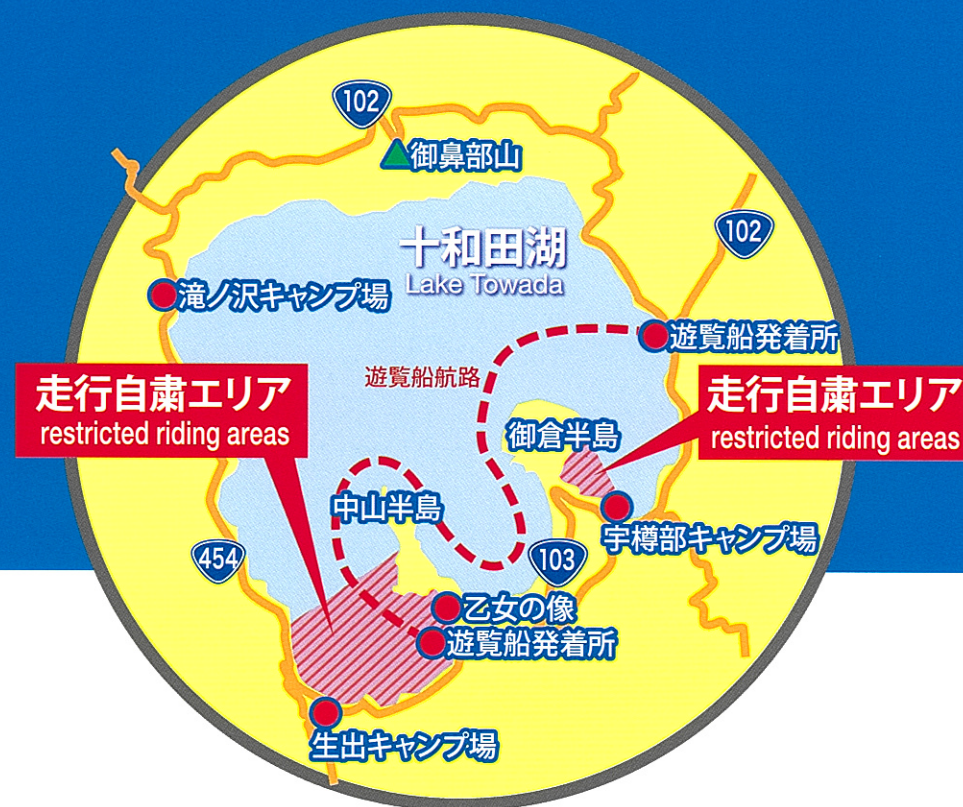 102
御鼻部山
十和田湖
Lake Towada
102
滝ノ沢キャンプ場
遊覧船発着所
遊覧船航路
走行自粛エリア
restricted riding areas
走行自粛エリア
restricted riding areas
御倉半島
中山半島
宇樽部キャンプ場
454
103
乙女の像
遊覧船発着所
生出キャンプ場